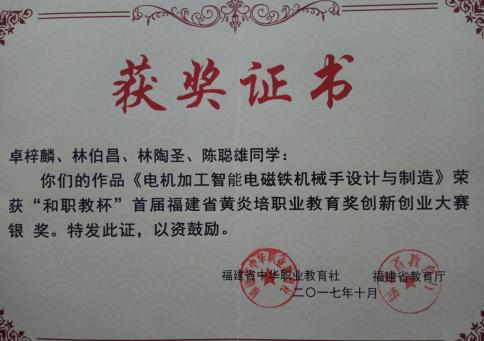 获奖证书
卓梓麟、林伯昌、林陶圣、陈聪雄同学：
你们的作品《电机加工智能电磁铁机械手设计与制造》荣
获“和职教杯”首届福建省黄炎培职业教育奖创新创业大赛
银 奖。特发此证，以资鼓励。
福建省中华职业教育社 福建省教育厅
二〇一七年十月